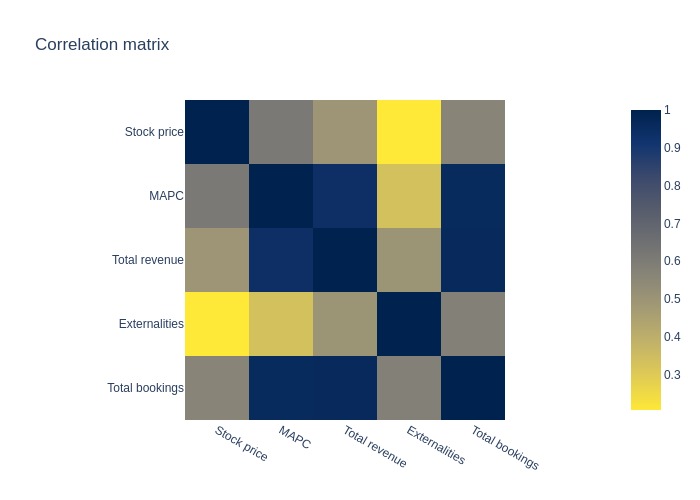 Correlation matrix
Stock price
MAPC
Total revenue
Externalities
Total bookings
Stock price
MAPC
Total revenue
Externalities
Total bookings
1
0.9
0.8
0.7
0.6
0.5
0.4
0.3